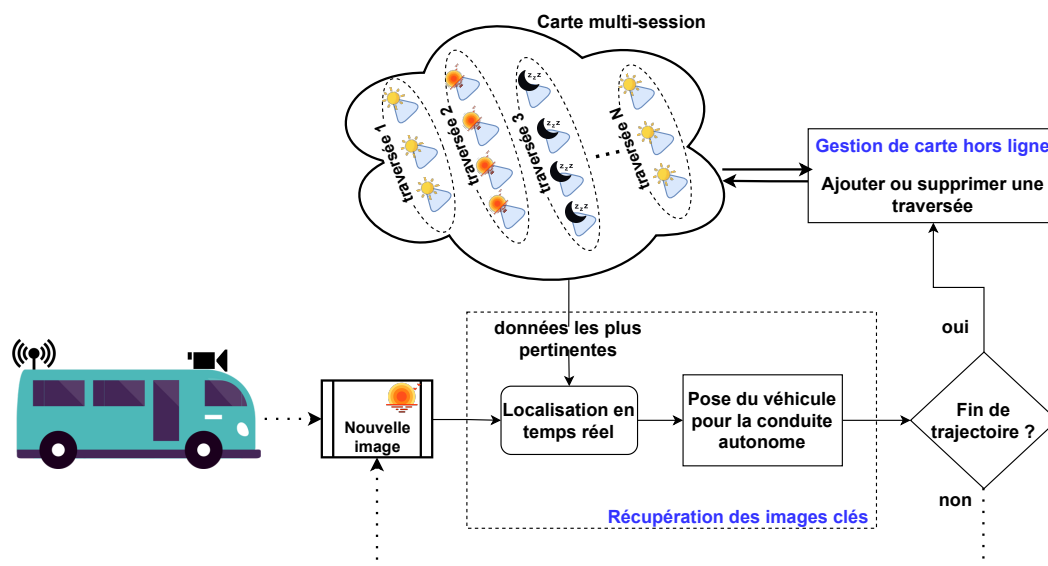 Carte multi-session
traversée 1
traversée 2
traversée 3
traversée N
z z z
z z z
z z z
z z z
Gestion de carte hors ligne
Ajouter ou supprimer une
traversée
données les plus
pertinentes
oui
Nouvelle
image
Localisation en
temps réel
Pose du véhicule
pour la conduite
autonome
Fin de
trajectoire ?
non
Récupération des images clés